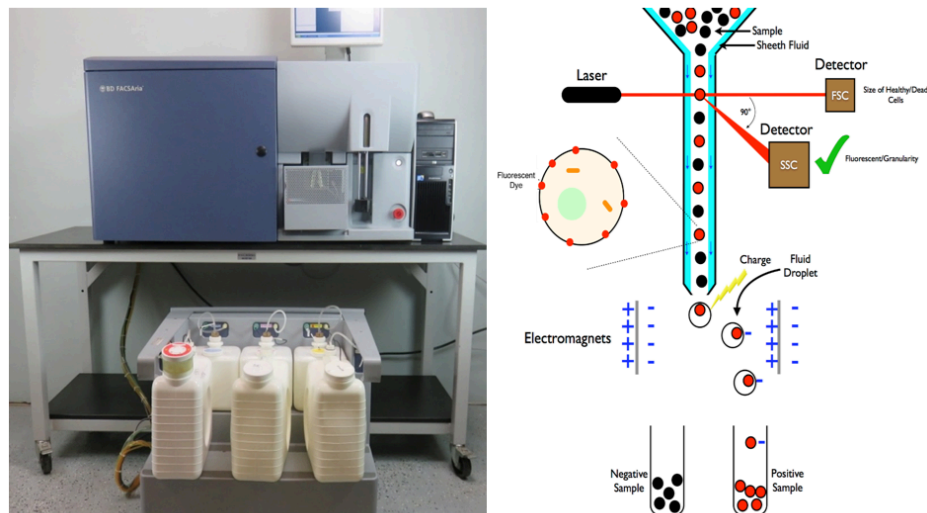 BD FACSAria
Sample
Sheeth Fluid
Laser
Detector
FSC
Size of Healthy/Dead
Cells
90°
Detector
SSC
Fluorescent/Granularity
Fluorescent
Dye
Charge
Fluid
Droplet
Electromagnets
+ - + -
+ - + -
+ - + -
+ - + -
-
-
-
Negative
Sample
Positive
Sample